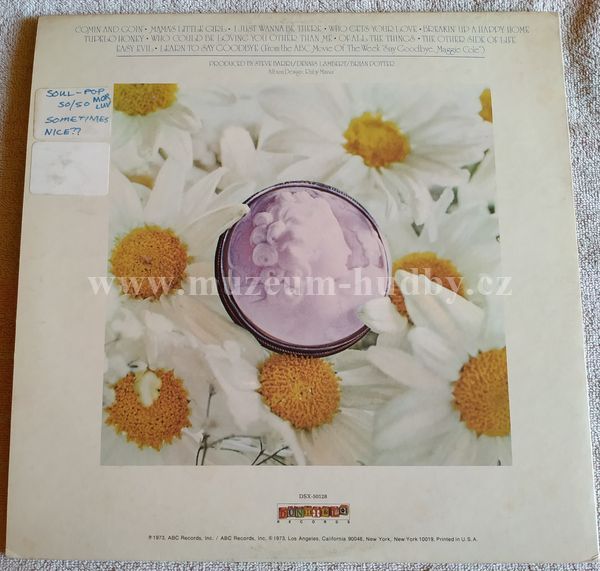 COMIN AND GOIN' • MAMAS LITTLE GIRL • I JUST WANNA BE THERE • WHO GETS YOUR LOVE • BREAKIN UP A HAPPY HOME
TUPELO HONEY • WHO COULD BE LOVING YOU OTHER THAN ME • OF ALL THE THINGS • THE OTHER SIDE OF LIFE
EASY EVIL • LEARN TO SAY GOODBYE (From the ABC Movie Of The Week "Say Goodbye, Maggie Cole")
PRODUCED BY STEVE BARRI/DENNIS LAMBERT/BRIAN POTTER
Album Design: Ruby Mazur
SOUL-POP
50/50 MOR
LUV
SOMETIMES
NICE??
www.muzeum-hudby.cz
DSX-50128
DUNHILL
RECORDS
℗ 1973, ABC Records, Inc. / ABC Records, Inc. © 1973, Los Angeles, California 90048, New York, New York 10019, Printed in U.S.A.